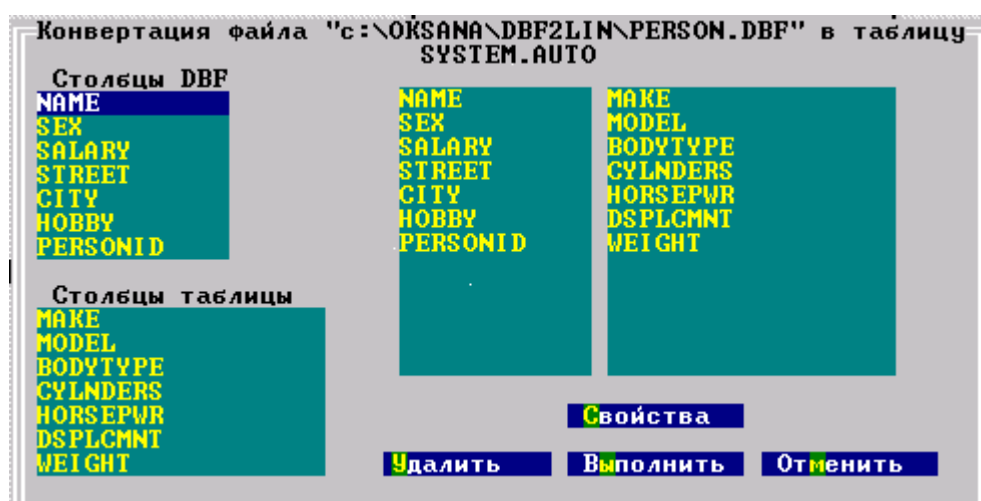 Конвертация файла "c:\OKSANA\DBF2LIN\PERSON.DBF" в таблицу
SYSTEM.AUTO
Столбцы DBF
NAME
SEX
SALARY
STREET
CITY
HOBBY
PERSONID
Столбцы таблицы
MAKE
MODEL
BODYTYPE
CYLNDERS
HORSEPWR
DSPLCMNT
WEIGHT
NAME MAKE
SEX MODEL
SALARY BODYTYPE
STREET CYLNDERS
CITY HORSEPWR
HOBBY DSPLCMNT
PERSONID WEIGHT
Свойства
Удалить Выполнить Отменить